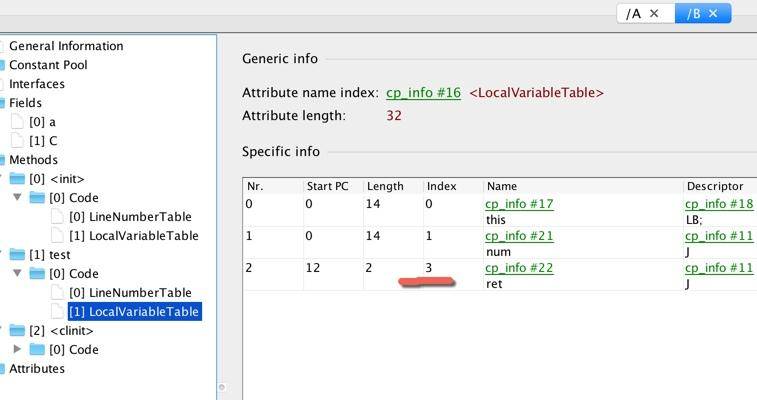 /A ×
/B ×
General Information
Constant Pool
Interfaces
Fields
[0] a
[1] C
Methods
[0] <init>
[0] Code
[0] LineNumberTable
[1] LocalVariableTable
[1] test
[0] Code
[0] LineNumberTable
[1] LocalVariableTable
[2] <clinit>
[0] Code
Attributes
Generic info
Attribute name index: cp_info #16 <LocalVariableTable>
Attribute length: 32
Specific info
Nr. Start PC Length Index Name Descriptor
0 0 14 0 cp_info #17 cp_info #18
this LB;
1 0 14 1 cp_info #21 cp_info #11
num J
2 12 2 3 cp_info #22 cp_info #11
ret J